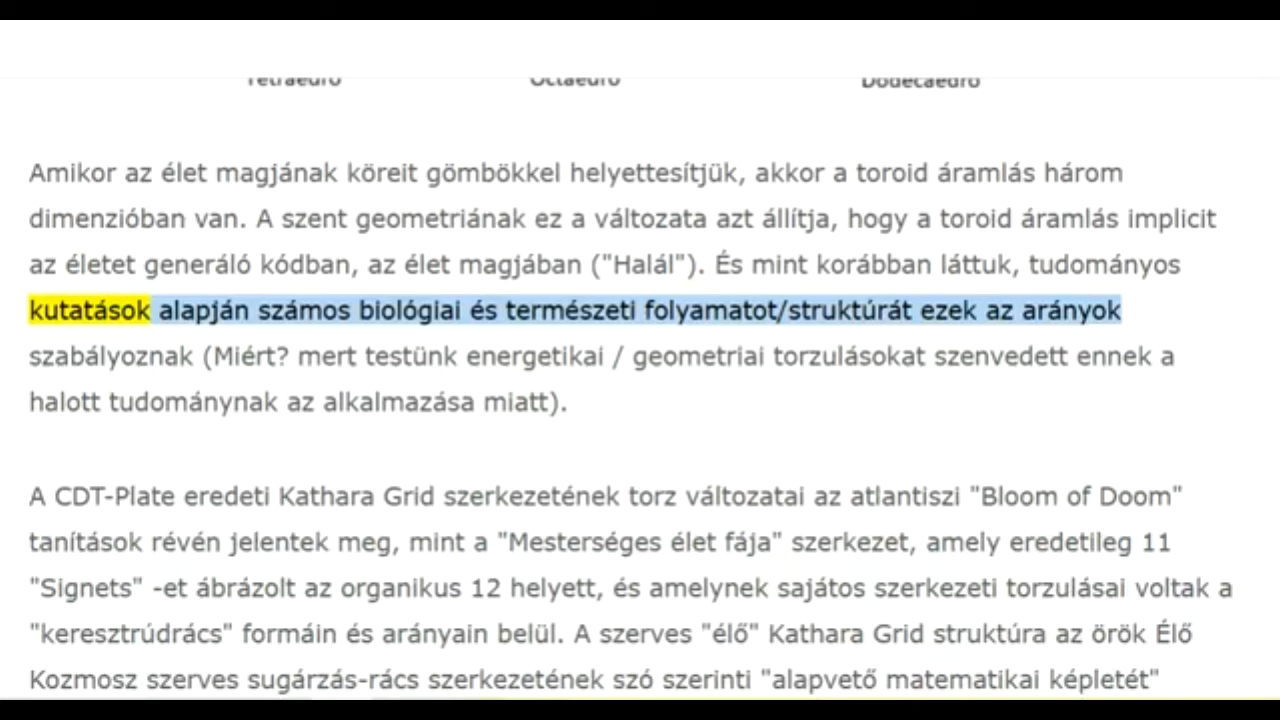 Tetraedro Octaedro Dodecaedro
Amikor az élet magjának köreit gömbökkel helyettesítjük, akkor a toroid áramlás három
dimenzióban van. A szent geometriának ez a változata azt állítja, hogy a toroid áramlás implicit
az életet generáló kódban, az élet magjában ("Halál"). És mint korábban láttuk, tudományos
kutatások alapján számos biológiai és természeti folyamatot/struktúrát ezek az arányok
szabályoznak (Miért? mert testünk energetikai / geometriai torzulásokat szenvedett ennek a
halott tudománynak az alkalmazása miatt).
A CDT-Plate eredeti Kathara Grid szerkezetének torz változatai az atlantiszi "Bloom of Doom"
tanítások révén jelentek meg, mint a "Mesterséges élet fája" szerkezet, amely eredetileg 11
"Signets" -et ábrázolt az organikus 12 helyett, és amelynek sajátos szerkezeti torzulásai voltak a
"keresztrúdrács" formáin és arányain belül. A szerves "élő" Kathara Grid struktúra az örök Élő
Kozmosz szerves sugárzás-rács szerkezetének szó szerinti "alapvető matematikai képletét"